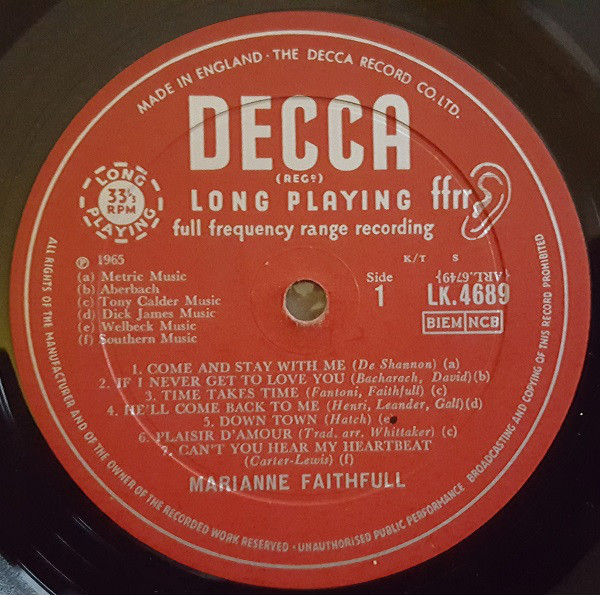 MADE IN ENGLAND · THE DECCA RECORD CO. LTD.
DECCA
(REGD)
LONG PLAYING ffrr
full frequency range recording
LONG PLAYING
33⅓
RPM
K/T S
℗ 1965
(a) Metric Music
(b) Aberbach
(c) Tony Calder Music
(d) Dick James Music
(e) Welbeck Music
(f) Southern Music
Side
1
{ARL.6749}
LK.4689
BIEM NCB
1. COME AND STAY WITH ME (De Shannon) (a)
2. IF I NEVER GET TO LOVE YOU (Bacharach, David)(b)
3. TIME TAKES TIME (Fantoni, Faithfull) (c)
4. HE'LL COME BACK TO ME (Henri, Leander, Gall)(d)
5. DOWN TOWN (Hatch) (e)
6. PLAISIR D'AMOUR (Trad. arr. Whittaker) (c)
7. CAN'T YOU HEAR MY HEARTBEAT
(Carter-Lewis) (f)
MARIANNE FAITHFULL
ALL RIGHTS OF THE MANUFACTURER AND OF THE OWNER OF THE RECORDED WORK RESERVED · UNAUTHORISED PUBLIC PERFORMANCE BROADCASTING AND COPYING OF THIS RECORD PROHIBITED